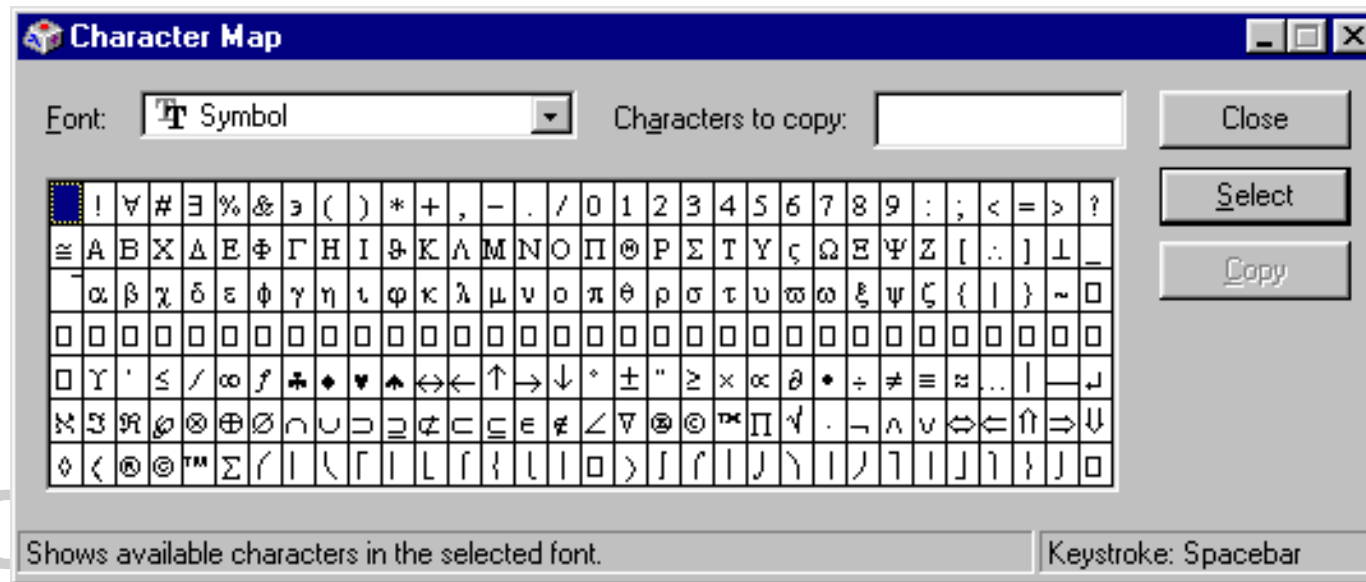 Character Map
Font: Symbol Characters to copy: Close
Select
Copy
! ∀ # ∃ % & ϶ ( ) * + , − . / 0 1 2 3 4 5 6 7 8 9 : ; < = > ?
≅ Α Β Χ Δ Ε Φ Γ Η Ι ϑ Κ Λ Μ Ν Ο Π Θ Ρ Σ Τ Υ ς Ω Ξ Ψ Ζ [ ∴ ] ⊥ _
‾ α β χ δ ε ϕ γ η ι φ κ λ μ ν ο π θ ρ σ τ υ ϖ ω ξ ψ ζ { | } ~ □
□ □ □ □ □ □ □ □ □ □ □ □ □ □ □ □ □ □ □ □ □ □ □ □ □ □ □ □ □ □ □ □
□ ϒ ′ ≤ ⁄ ∞ ƒ ♣ ♦ ♥ ♠ ↔ ← ↑ → ↓ ° ± ″ ≥ × ∝ ∂ • ÷ ≠ ≡ ≈ … | — ↵
ℵ ℑ ℜ ℘ ⊗ ⊕ ∅ ∩ ∪ ⊃ ⊇ ⊄ ⊂ ⊆ ∈ ∉ ∠ ∇ ® © ™ ∏ √ ⋅ ¬ ∧ ∨ ⇔ ⇐ ⇑ ⇒ ⇓
◊ 〈 ® © ™ ∑ ⎛ ⎜ ⎝ ⎡ ⎢ ⎣ ⎧ ⎨ ⎩ ⎪ □ 〉 ∫ ⌠ ⎮ ⌡ ⎞ ⎟ ⎠ ⎤ ⎥ ⎦ ⎫ ⎬ ⎭ □
Shows available characters in the selected font. Keystroke: Spacebar